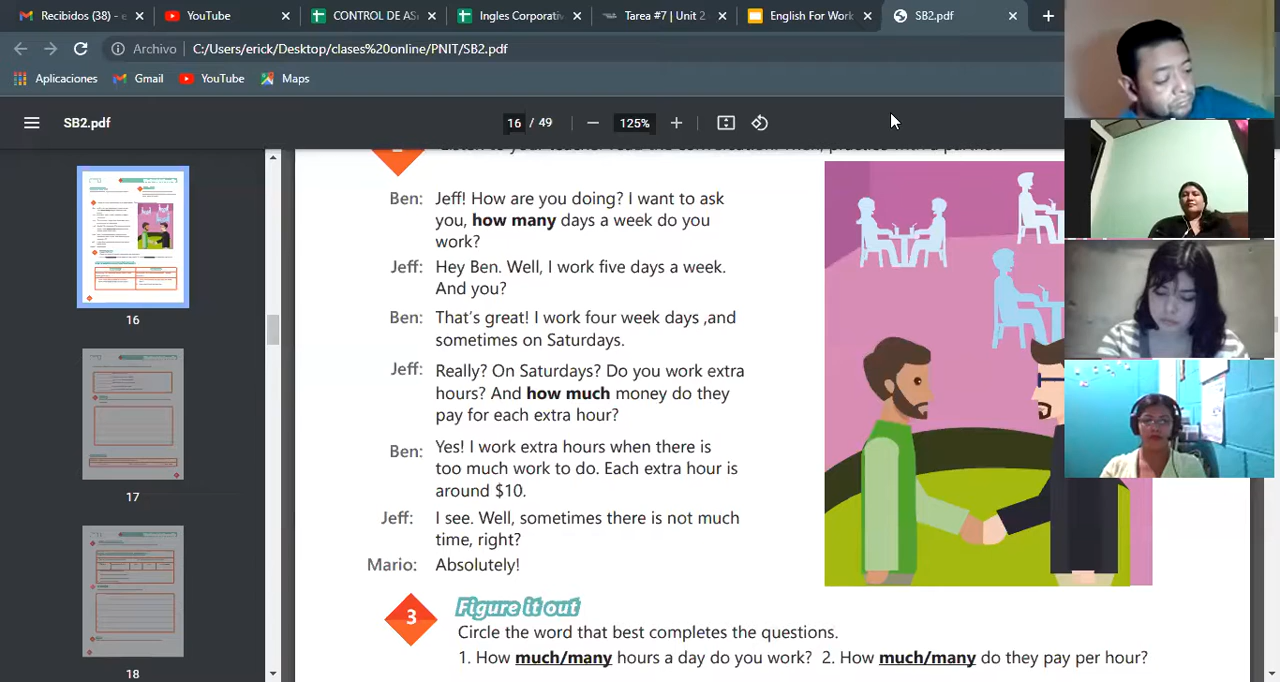 Recibidos (38) - e
YouTube
CONTROL DE AS
Ingles Corporativ
Tarea #7 | Unit 2
English For Work
SB2.pdf
Archivo C:/Users/erick/Desktop/clases%20online/PNIT/SB2.pdf
Aplicaciones Gmail YouTube Maps
SB2.pdf 16 / 49 125%
Ben: Jeff! How are you doing? I want to ask
you, how many days a week do you
work?
Jeff: Hey Ben. Well, I work five days a week.
And you?
Ben: That's great! I work four week days ,and
sometimes on Saturdays.
Jeff: Really? On Saturdays? Do you work extra
hours? And how much money do they
pay for each extra hour?
Ben: Yes! I work extra hours when there is
too much work to do. Each extra hour is
around $10.
Jeff: I see. Well, sometimes there is not much
time, right?
Mario: Absolutely!
3 Figure it out
Circle the word that best completes the questions.
1. How much/many hours a day do you work? 2. How much/many do they pay per hour?
16
17
18